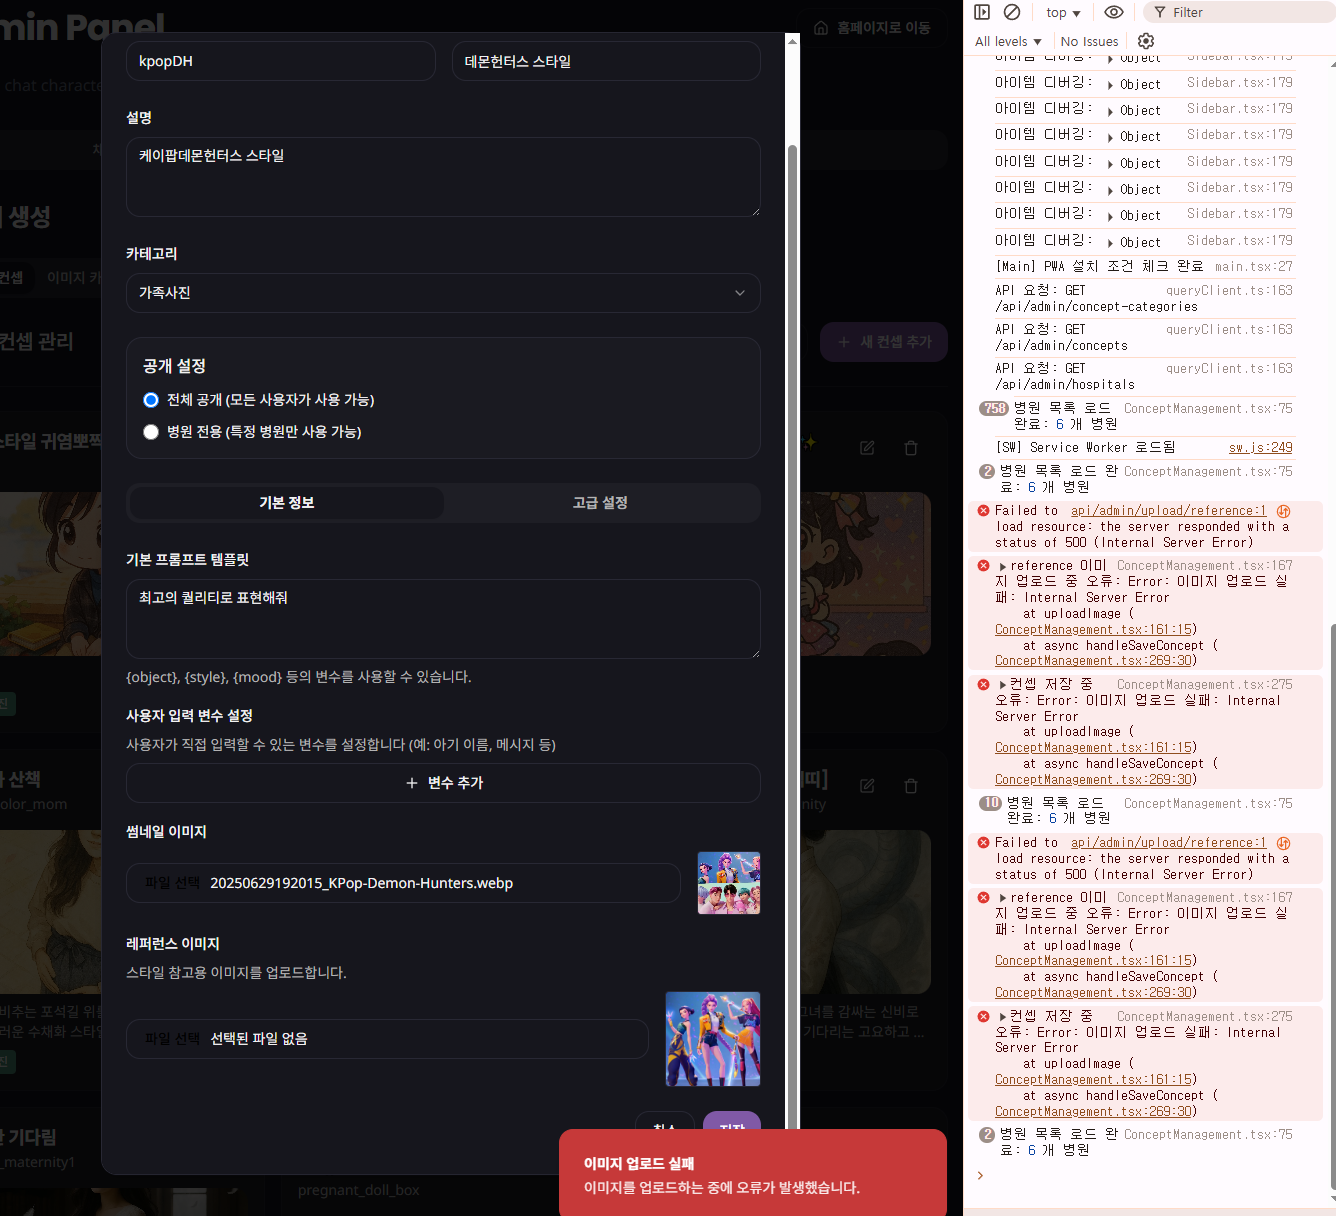 min Panel
홈페이지로 이동
chat characte
생성
컨셉
이미지 카
컨셉 관리
새 컨셉 추가
스타일 귀염뽀짝
산책
olor_mom
비추는 포석길 위를
러운 수채화 스타일
기다림
_maternity1
pregnant_doll_box
띠]
nity
그녀를 감싸는 신비로
기다리는 고요하고 ...
kpopDH
데몬헌터스 스타일
설명
케이팝데몬헌터스 스타일
카테고리
가족사진
공개 설정
전체 공개 (모든 사용자가 사용 가능)
병원 전용 (특정 병원만 사용 가능)
기본 정보
고급 설정
기본 프롬프트 템플릿
최고의 퀄리티로 표현해줘
{object}, {style}, {mood} 등의 변수를 사용할 수 있습니다.
사용자 입력 변수 설정
사용자가 직접 입력할 수 있는 변수를 설정합니다 (예: 아기 이름, 메시지 등)
변수 추가
썸네일 이미지
파일 선택 20250629192015_KPop-Demon-Hunters.webp
레퍼런스 이미지
스타일 참고용 이미지를 업로드합니다.
파일 선택 선택된 파일 없음
취소
저장
이미지 업로드 실패
이미지를 업로드하는 중에 오류가 발생했습니다.
top
Filter
All levels
No Issues
아이템 디버깅: Object Sidebar.tsx:179
아이템 디버깅: Object Sidebar.tsx:179
아이템 디버깅: Object Sidebar.tsx:179
아이템 디버깅: Object Sidebar.tsx:179
아이템 디버깅: Object Sidebar.tsx:179
아이템 디버깅: Object Sidebar.tsx:179
아이템 디버깅: Object Sidebar.tsx:179
아이템 디버깅: Object Sidebar.tsx:179
[Main] PWA 설치 조건 체크 완료 main.tsx:27
API 요청: GET queryClient.ts:163
/api/admin/concept-categories
API 요청: GET queryClient.ts:163
/api/admin/concepts
API 요청: GET queryClient.ts:163
/api/admin/hospitals
758 병원 목록 로드 ConceptManagement.tsx:75
완료: 6 개 병원
[SW] Service Worker 로드됨 sw.js:249
2 병원 목록 로드 완 ConceptManagement.tsx:75
료: 6 개 병원
Failed to api/admin/upload/reference:1
load resource: the server responded with a
status of 500 (Internal Server Error)
reference 이미 ConceptManagement.tsx:167
지 업로드 중 오류: Error: 이미지 업로드 실
패: Internal Server Error
at uploadImage (
ConceptManagement.tsx:161:15)
at async handleSaveConcept (
ConceptManagement.tsx:269:30)
컨셉 저장 중 ConceptManagement.tsx:275
오류: Error: 이미지 업로드 실패: Internal
Server Error
at uploadImage (
ConceptManagement.tsx:161:15)
at async handleSaveConcept (
ConceptManagement.tsx:269:30)
10 병원 목록 로드 ConceptManagement.tsx:75
완료: 6 개 병원
Failed to api/admin/upload/reference:1
load resource: the server responded with a
status of 500 (Internal Server Error)
reference 이미 ConceptManagement.tsx:167
지 업로드 중 오류: Error: 이미지 업로드 실
패: Internal Server Error
at uploadImage (
ConceptManagement.tsx:161:15)
at async handleSaveConcept (
ConceptManagement.tsx:269:30)
컨셉 저장 중 ConceptManagement.tsx:275
오류: Error: 이미지 업로드 실패: Internal
Server Error
at uploadImage (
ConceptManagement.tsx:161:15)
at async handleSaveConcept (
ConceptManagement.tsx:269:30)
2 병원 목록 로드 완 ConceptManagement.tsx:75
료: 6 개 병원